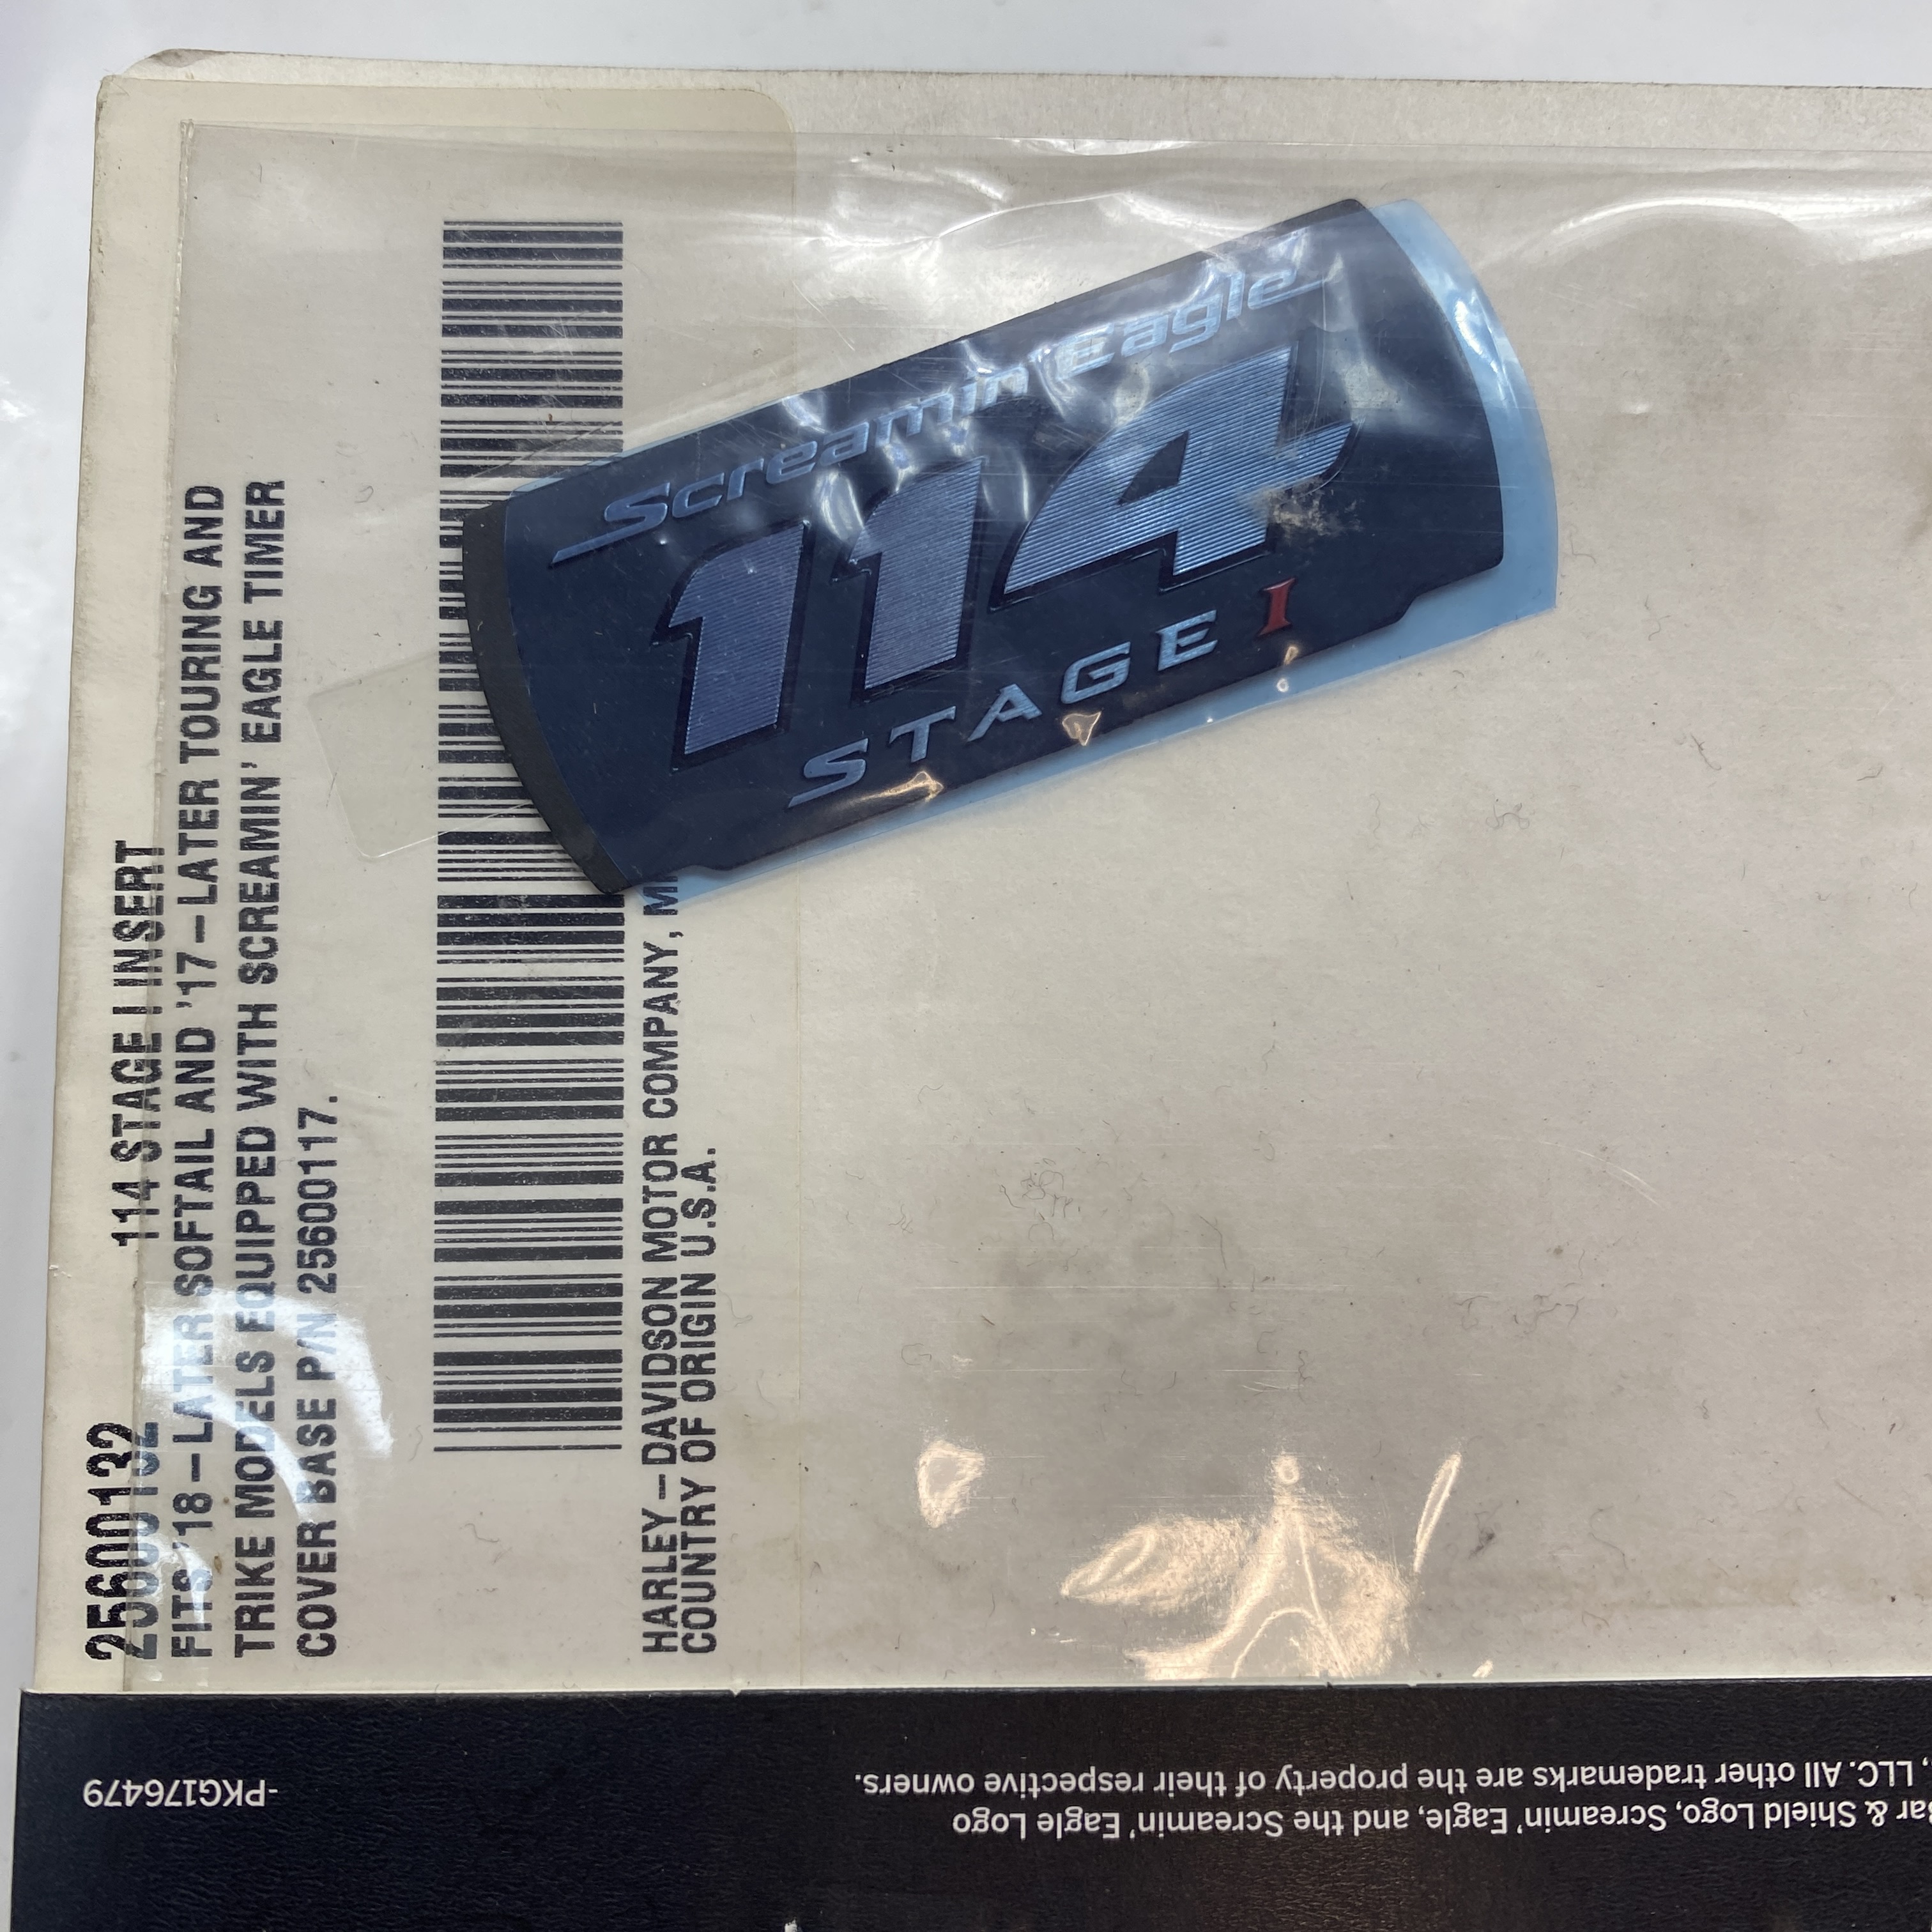 25600132 114 STAGE I INSERT
FITS '18-LATER SOFTAIL AND '17-LATER TOURING AND
TRIKE MODELS EQUIPPED WITH SCREAMIN' EAGLE TIMER
COVER BASE P/N 25600117.
HARLEY-DAVIDSON MOTOR COMPANY,
COUNTRY OF ORIGIN U.S.A.
Screamin' Eagle
114
STAGE I
& Shield Logo, Screamin' Eagle, and the Screamin' Eagle Logo
, LLC. All other trademarks are the property of their respective owners.
-PKG176479